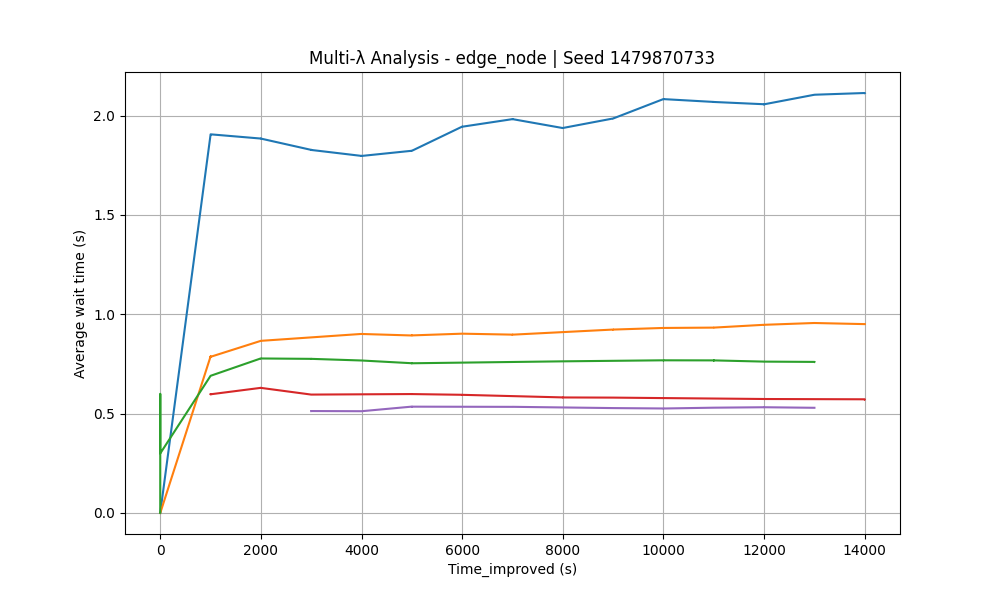 Multi-λ Analysis - edge_node | Seed 1479870733
Average wait time (s)
2.0
1.5
1.0
0.5
0.0
0 2000 4000 6000 8000 10000 12000 14000
Time_improved (s)